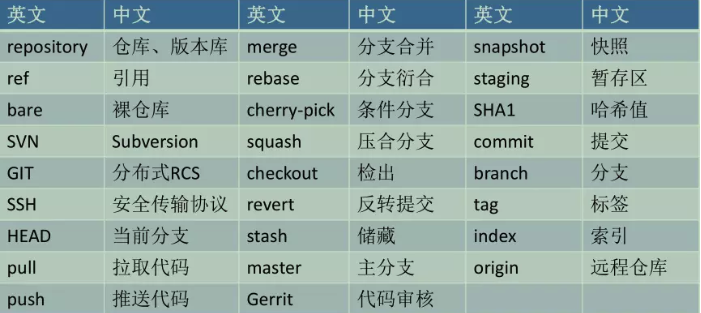 英文 中文 英文 中文 英文 中文
repository 仓库、版本库 merge 分支合并 snapshot 快照
ref 引用 rebase 分支衍合 staging 暂存区
bare 裸仓库 cherry-pick 条件分支 SHA1 哈希值
SVN Subversion squash 压合分支 commit 提交
GIT 分布式RCS checkout 检出 branch 分支
SSH 安全传输协议 revert 反转提交 tag 标签
HEAD 当前分支 stash 储藏 index 索引
pull 拉取代码 master 主分支 origin 远程仓库
push 推送代码 Gerrit 代码审核